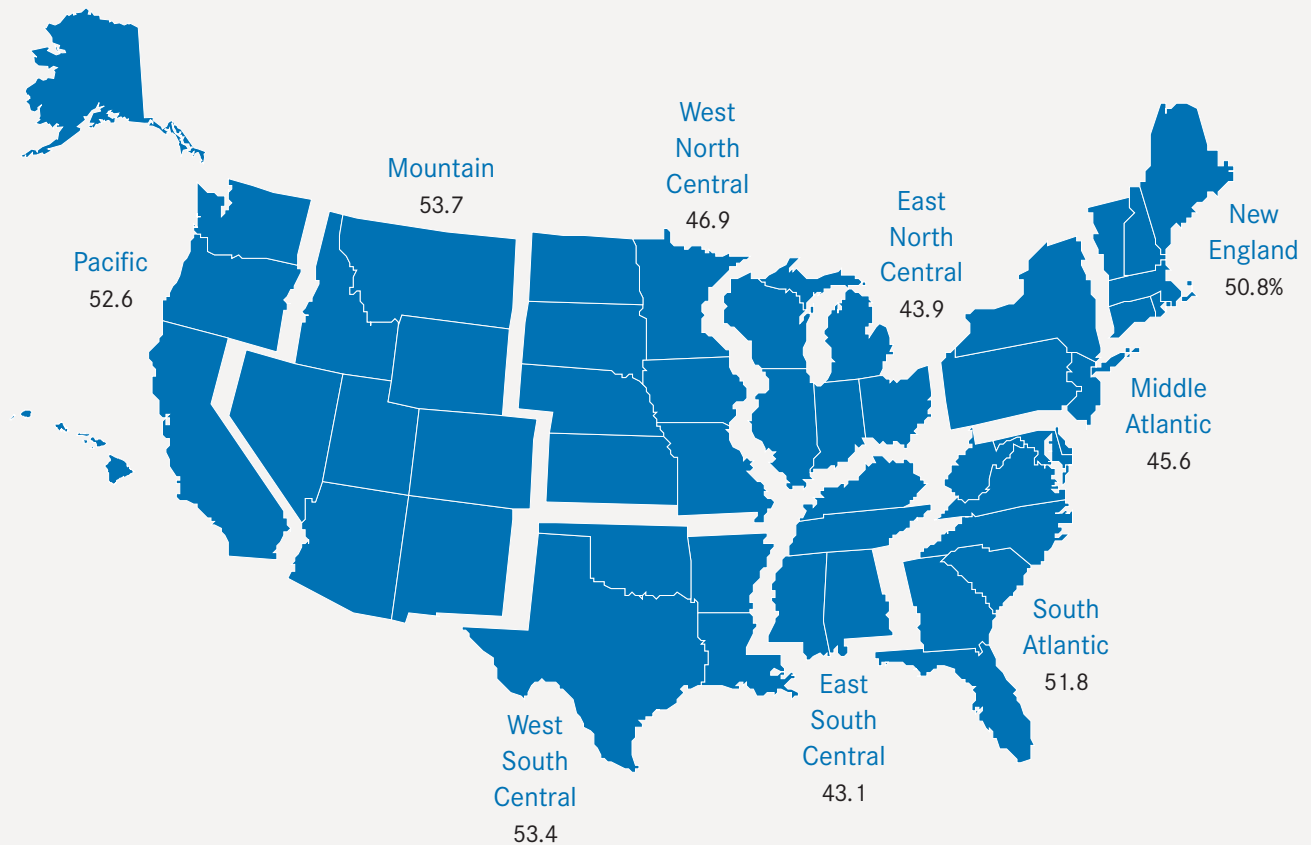 West
North
Central
46.9
Mountain
53.7
East
North
Central
43.9
New
England
50.8%
Pacific
52.6
Middle
Atlantic
45.6
South
Atlantic
51.8
East
South
Central
43.1
West
South
Central
53.4